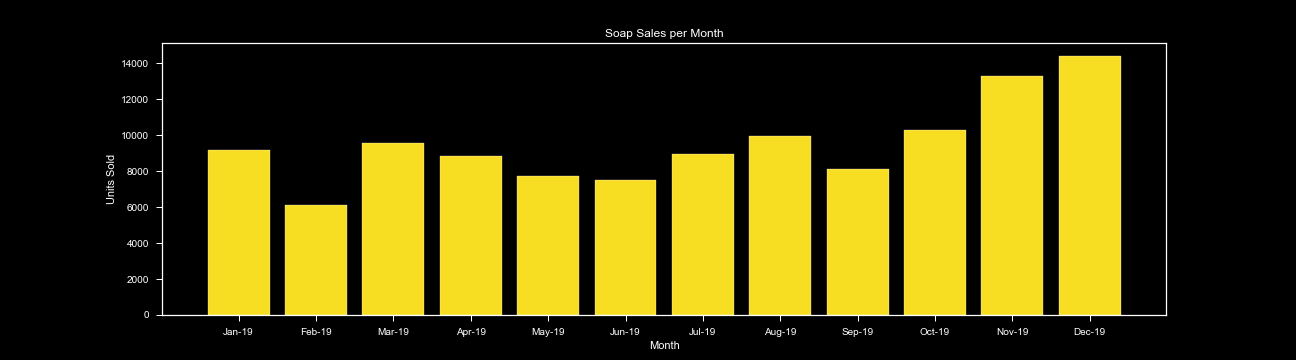 Soap Sales per Month
Units Sold
14000
12000
10000
8000
6000
4000
2000
0
Jan-19 Feb-19 Mar-19 Apr-19 May-19 Jun-19 Jul-19 Aug-19 Sep-19 Oct-19 Nov-19 Dec-19
Month